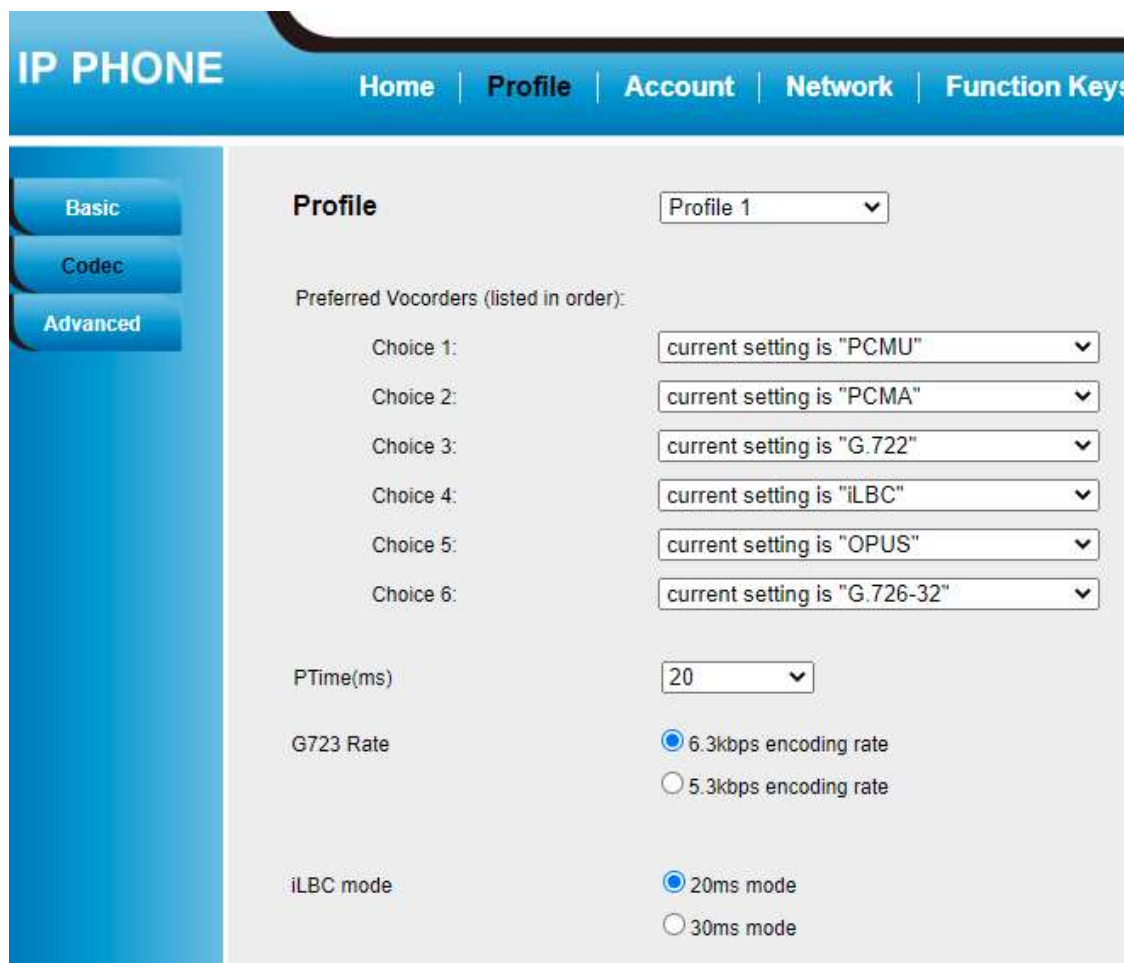 IP PHONE
Home | Profile | Account | Network | Function Keys
Basic
Codec
Advanced
Profile Profile 1
Preferred Vocorders (listed in order):
Choice 1: current setting is "PCMU"
Choice 2: current setting is "PCMA"
Choice 3: current setting is "G.722"
Choice 4: current setting is "iLBC"
Choice 5: current setting is "OPUS"
Choice 6: current setting is "G.726-32"
PTime(ms) 20
G723 Rate 6.3kbps encoding rate
5.3kbps encoding rate
iLBC mode 20ms mode
30ms mode